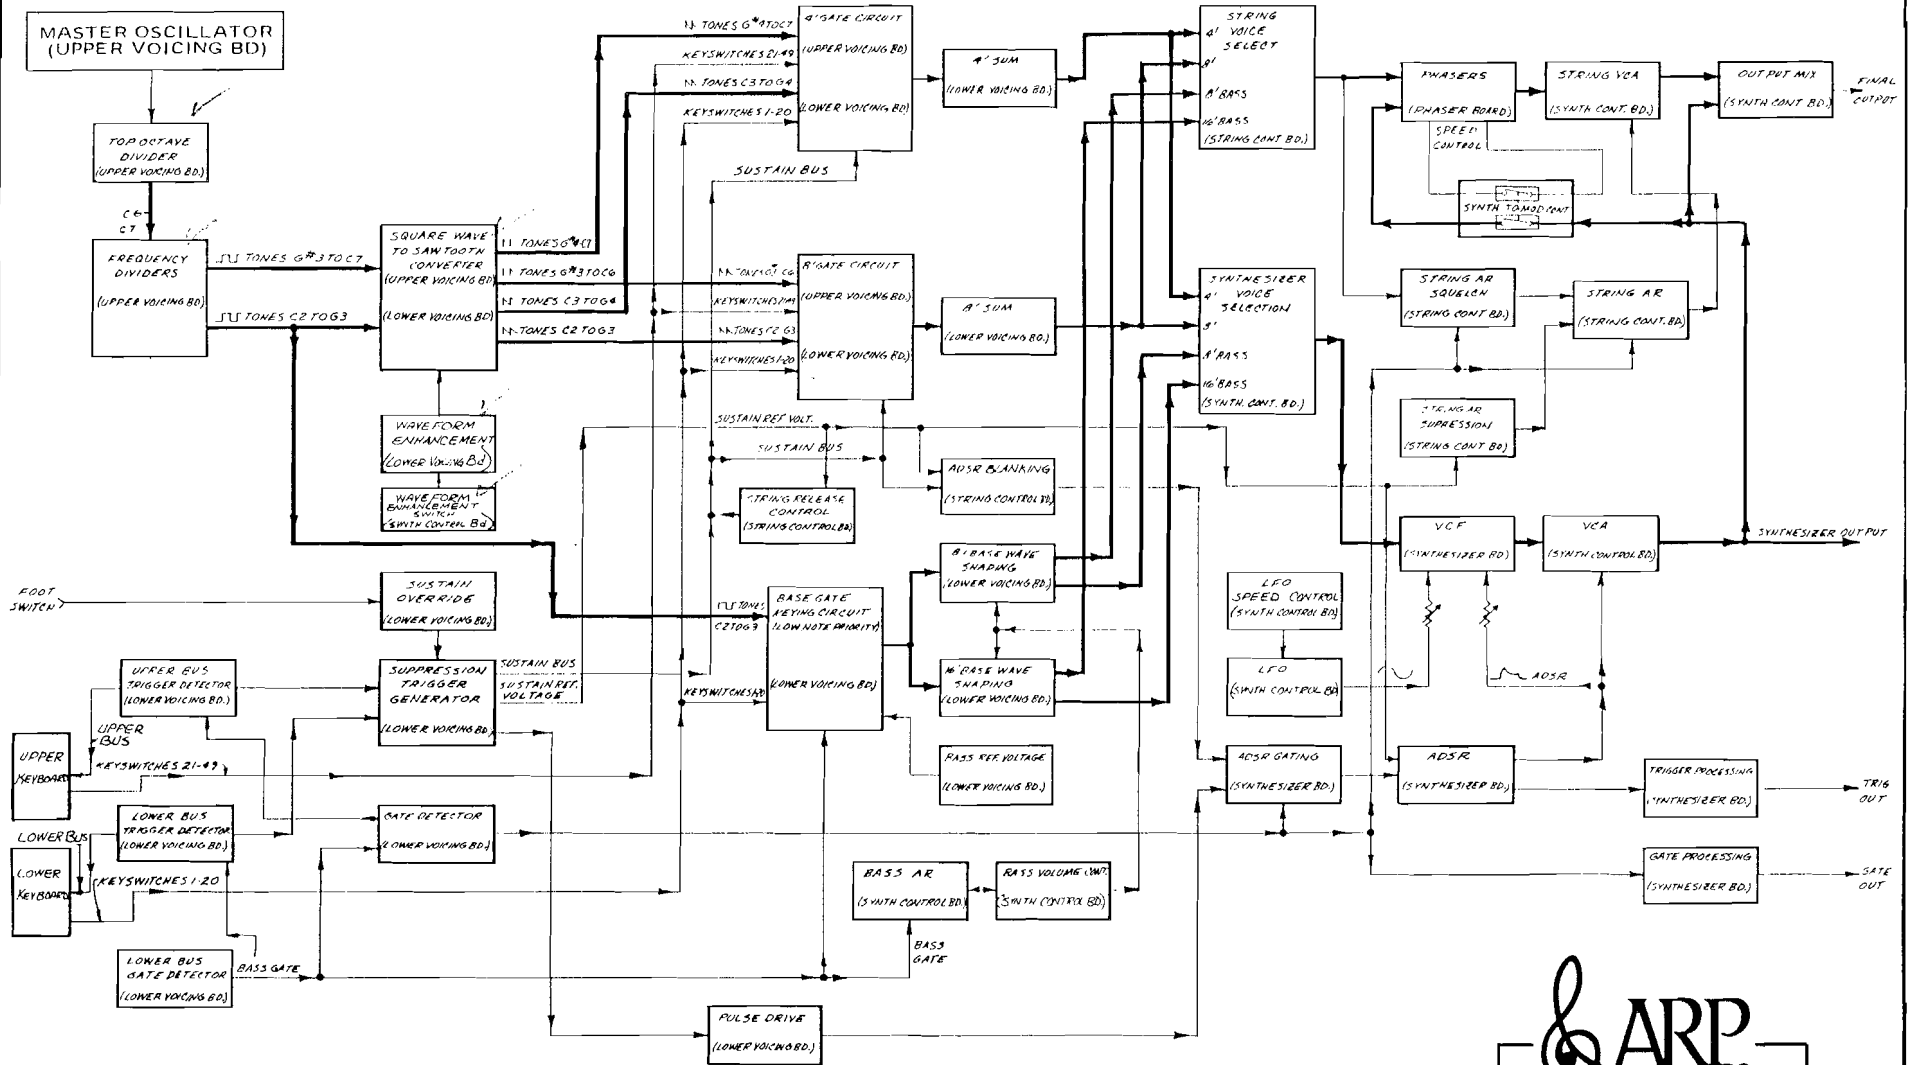 MASTER OSCILLATOR
(UPPER VOICING BD)
TOP OCTAVE
DIVIDER
(UPPER VOICING BD.)
C6
C7
FREQUENCY
DIVIDERS
(UPPER VOICING BD)
TONES G#3 TO C7
TONES C2 TO G3
SQUARE WAVE
TO SAWTOOTH
CONVERTER
(UPPER VOICING BD)
(LOWER VOICING BD)
TONES G#4C7
TONES G#3 TO C6
TONES C3 TO G4
TONES C2 TO G3
WAVEFORM
ENHANCEMENT
(LOWER VOICING Bd)
WAVEFORM
ENHANCEMENT
SWITCH
(SYNTH CONTROL Bd)
TONES G#4 TO C7
KEYSWITCHES 21-49
TONES C3 TO G4
KEYSWITCHES 1-20
4' GATE CIRCUIT
(UPPER VOICING BD)
(LOWER VOICING BD.)
SUSTAIN BUS
KEYSWITCHES 21-49
TONES C2 G3
KEYSWITCHES 1-20
8' GATE CIRCUIT
(UPPER VOICING BD.)
(LOWER VOICING BD.)
4' SUM
(LOWER VOICING BD.)
8' SUM
(LOWER VOICING BD.)
STRING
VOICE
SELECT
4'
8'
8' BASS
16' BASS
(STRING CONT. BD.)
SYNTHESIZER
VOICE
SELECTION
4'
8'
8' BASS
16' BASS
(SYNTH. CONT. BD.)
PHASERS
(PHASER BOARD)
SPEED
CONTROL
STRING VCA
(SYNTH CONT. BD.)
OUTPUT MIX
(SYNTH CONT BD.)
FINAL
OUTPUT
SYNTH TO MOD CONT
STRING AR
SQUELCH
(STRING CONT BD.)
STRING AR
(STRING CONT. BD.)
STRING AR
SUPRESSION
(STRING CONT BD)
SUSTAIN REF VOLT.
SUSTAIN BUS
STRING RELEASE
CONTROL
(STRING CONTROL BD)
ADSR BLANKING
(STRING CONTROL BD.)
VCF
(SYNTHESIZER BD)
VCA
(SYNTH CONTROL BD.)
SYNTHESIZER OUTPUT
FOOT
SWITCH
SUSTAIN
OVERRIDE
(LOWER VOICING BD.)
TONES
C2 TO G3
BASE GATE
KEYING CIRCUIT
(LOW NOTE PRIORITY)
(LOWER VOICING BD.)
8' BASE WAVE
SHAPING
(LOWER VOICING BD.)
16' BASE WAVE
SHAPING
(LOWER VOICING BD.)
LFO
SPEED CONTROL
(SYNTH CONTROL BD.)
LFO
(SYNTH CONTROL BD)
ADSR
UPPER BUS
TRIGGER DETECTOR
(LOWER VOICING BD.)
SUPPRESSION
TRIGGER
GENERATOR
(LOWER VOICING BD.)
SUSTAIN BUS
SUSTAIN REF.
VOLTAGE
KEYSWITCHES 1-20
UPPER
BUS
UPPER
KEYBOARD
KEYSWITCHES 21-49
BASS REF. VOLTAGE
(LOWER VOICING BD.)
ADSR GATING
(SYNTHESIZER BD.)
ADSR
(SYNTHESIZER BD.)
TRIGGER PROCESSING
(SYNTHESIZER BD.)
TRIG
OUT
LOWER BUS
TRIGGER DETECTOR
(LOWER VOICING BD.)
LOWER BUS
GATE DETECTOR
(LOWER VOICING BD.)
LOWER
KEYBOARD
KEYSWITCHES 1-20
BASS AR
(SYNTH CONTROL BD.)
BASS VOLUME CONT.
(SYNTH CONTROL BD.)
GATE PROCESSING
(SYNTHESIZER BD.)
GATE
OUT
LOWER BUS
GATE DETECTOR
(LOWER VOICING BD.)
BASS GATE
BASS
GATE
PULSE DRIVE
(LOWER VOICING BD.)
ARP